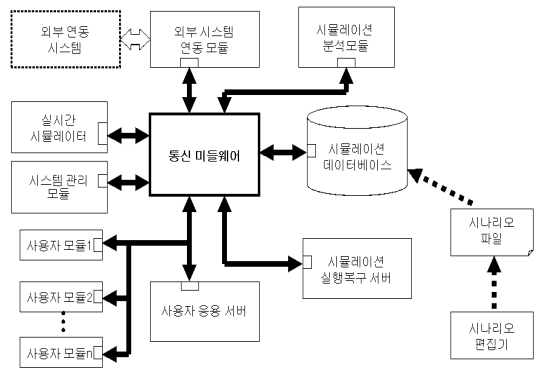 외부 연동
시스템
외부 시스템
연동 모듈
시뮬레이션
분석모듈
실시간
시뮬레이터
통신 미들웨어
시뮬레이션
데이터베이스
시스템 관리
모듈
시나리오
파일
사용자 모듈1
시뮬레이션
실행복구 서버
사용자 모듈2
사용자 응용 서버
시나리오
편집기
사용자 모듈n